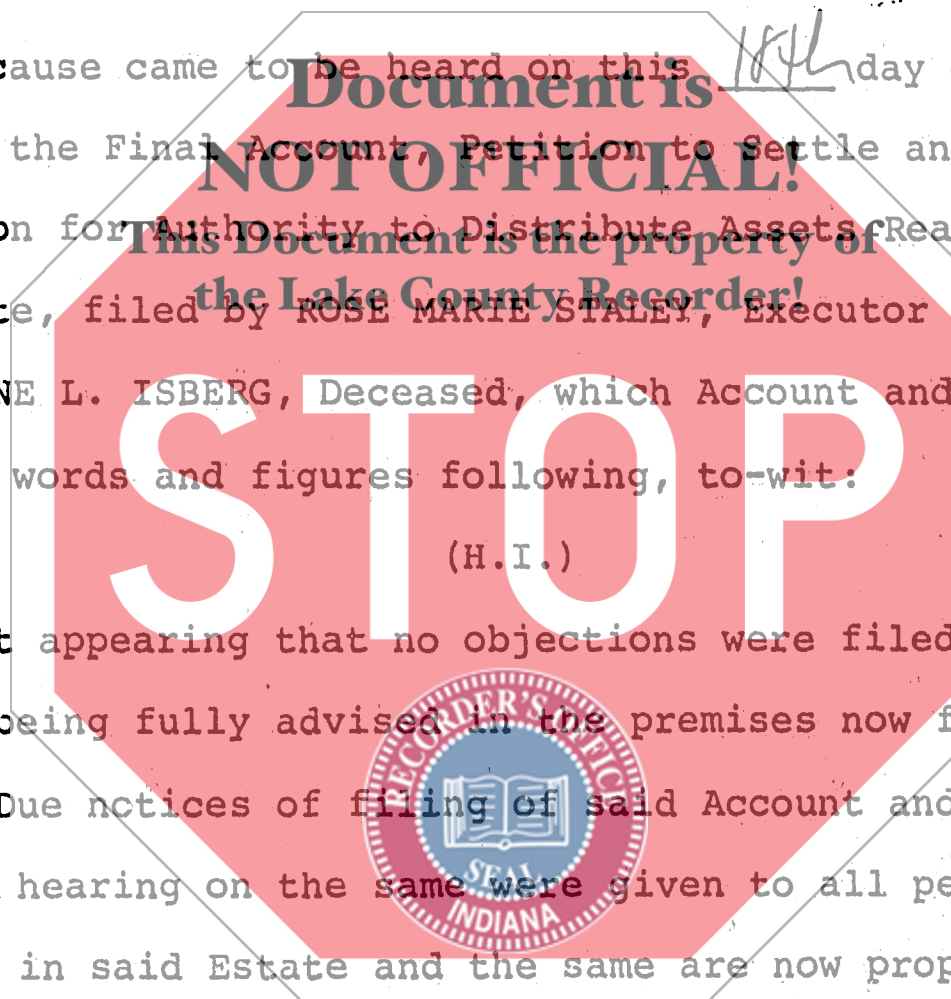 cause came to be heard on this 18th day
the Final Account, Petition to Settle an
on for Authority to Distribute Assets Rea
te, filed by ROSE MARIE STALEY, Executor
NE L. ISBERG, Deceased, which Account and
words and figures following, to-wit:
(H.I.)
t appearing that no objections were filed
being fully advised in the premises now f
Due notices of filing of said Account and
hearing on the same were given to all pe
in said Estate and the same are now prop
Document is
NOT OFFICIAL!
This Document is the property of
the Lake County Recorder!
STOP
RECORDER'S OFFICE
SEAL
INDIANA